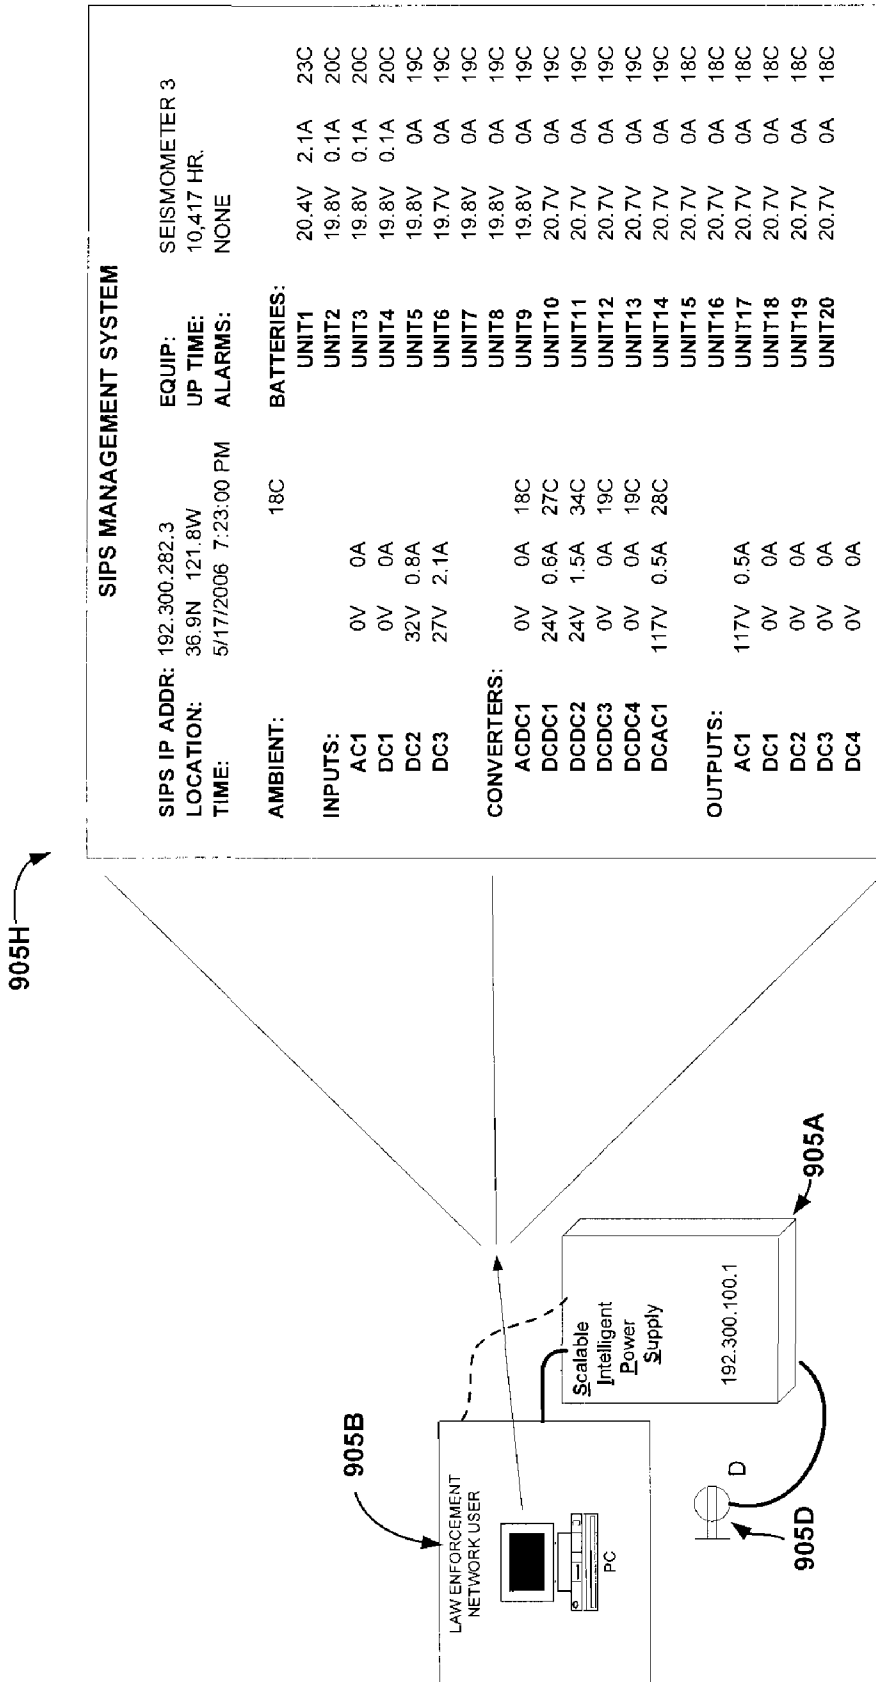 905H
SIPS MANAGEMENT SYSTEM
SIPS IP ADDR: 192.300.282.3 EQUIP: SEISMOMETER 3
LOCATION: 36.9N 121.8W UP TIME: 10,417 HR.
TIME: 5/17/2006 7:23:00 PM ALARMS: NONE
AMBIENT: 18C
INPUTS:
AC1 0V 0A
DC1 0V 0A
DC2 32V 0.8A
DC3 27V 2.1A
CONVERTERS:
ACDC1 0V 0A 18C
DCDC1 24V 0.6A 27C
DCDC2 24V 1.5A 34C
DCDC3 0V 0A 19C
DCDC4 0V 0A 19C
DCAC1 117V 0.5A 28C
OUTPUTS:
AC1 117V 0.5A
DC1 0V 0A
DC2 0V 0A
DC3 0V 0A
DC4 0V 0A
BATTERIES:
UNIT1 20.4V 2.1A 23C
UNIT2 19.8V 0.1A 20C
UNIT3 19.8V 0.1A 20C
UNIT4 19.8V 0.1A 20C
UNIT5 19.8V 0A 19C
UNIT6 19.7V 0A 19C
UNIT7 19.8V 0A 19C
UNIT8 19.8V 0A 19C
UNIT9 19.8V 0A 19C
UNIT10 20.7V 0A 19C
UNIT11 20.7V 0A 19C
UNIT12 20.7V 0A 19C
UNIT13 20.7V 0A 19C
UNIT14 20.7V 0A 19C
UNIT15 20.7V 0A 18C
UNIT16 20.7V 0A 18C
UNIT17 20.7V 0A 18C
UNIT18 20.7V 0A 18C
UNIT19 20.7V 0A 18C
UNIT20 20.7V 0A 18C
905B
LAW ENFORCEMENT
NETWORK USER
PC
Scalable
Intelligent
Power
Supply
192.300.100.1
905A
D
905D